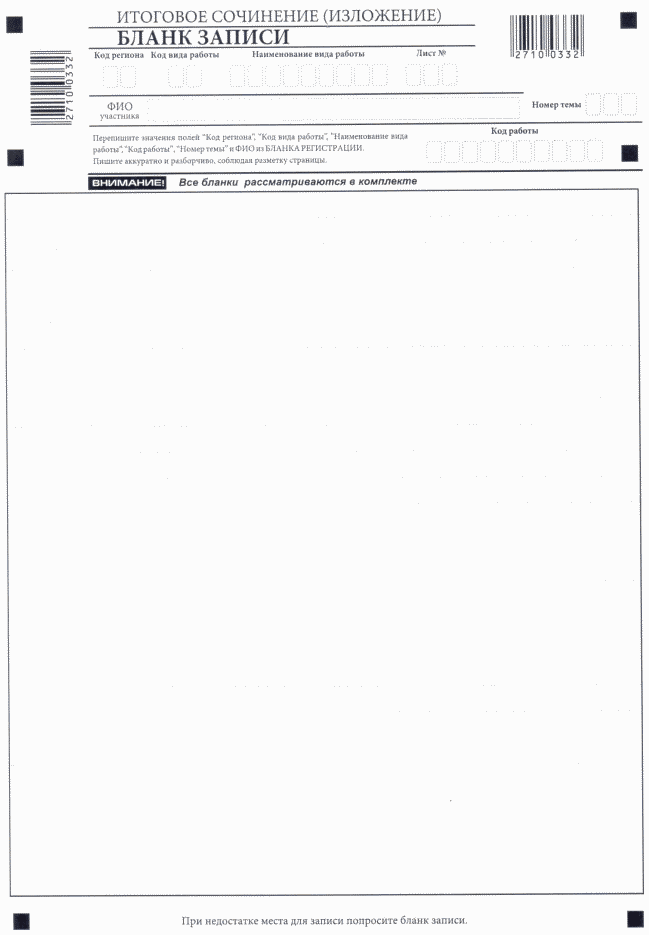 ИТОГОВОЕ СОЧИНЕНИЕ (ИЗЛОЖЕНИЕ)
БЛАНК ЗАПИСИ
2710 0332
2710 0332
Код региона Код вида работы Наименование вида работы Лист №
ФИО
участника
Номер темы
Перепишите значения полей "Код региона", "Код вида работы", "Наименование вида
работы", "Код работы", "Номер темы" и ФИО из БЛАНКА РЕГИСТРАЦИИ.
Пишите аккуратно и разборчиво, соблюдая разметку страницы.
Код работы
ВНИМАНИЕ! Все бланки рассматриваются в комплекте
При недостатке места для записи попросите бланк записи.